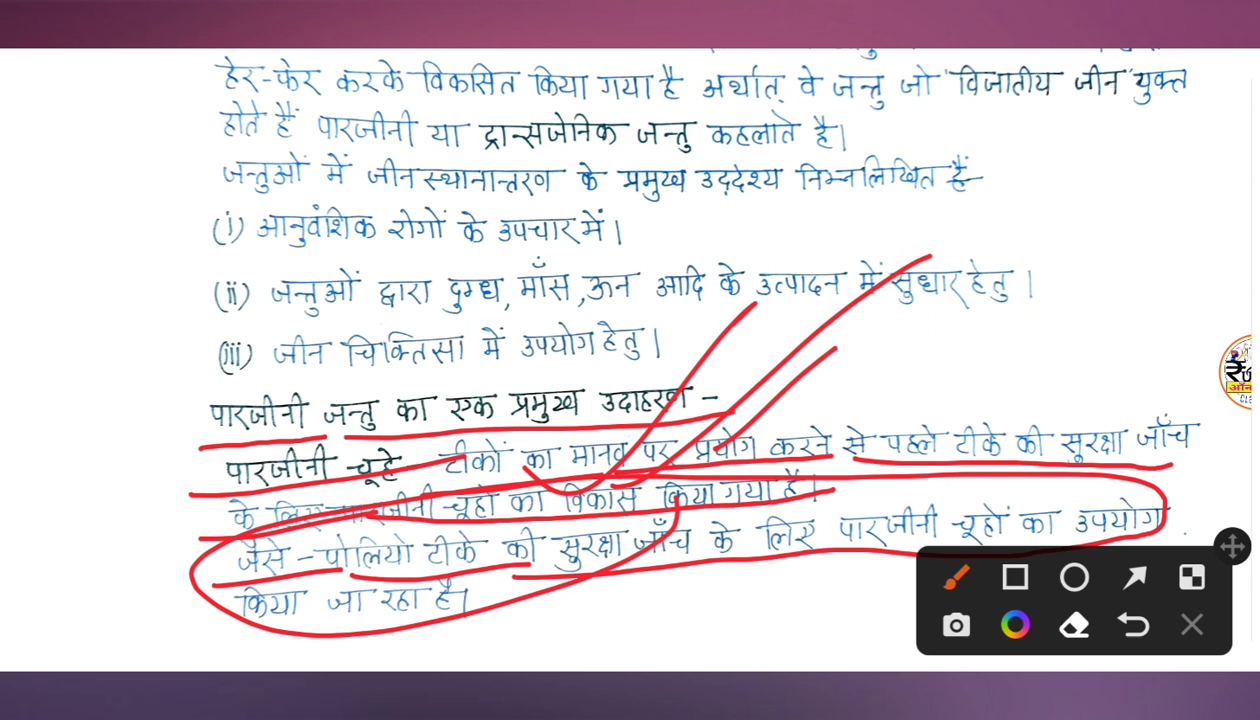 हेर-फेर करके विकसित किया गया है अर्थात् वे जन्तु जो विजातीय जीन युक्त
होते हैं पारजीनी या ट्रान्सजेनिक जन्तु कहलाते है।
जन्तुओं में जीन स्थानान्तरण के प्रमुख उद्देश्य निम्नलिखित हैं-
(i) आनुवंशिक रोगों के उपचार में।
(ii) जन्तुओं द्वारा दुग्ध, माँस, ऊन आदि के उत्पादन में सुधार हेतु।
(iii) जीन चिकित्सा में उपयोग हेतु।
पारजीनी जन्तु का एक प्रमुख उदाहरण -
पारजीनी चूहे टीकों का मानव पर प्रयोग करने से पहले टीके की सुरक्षा जाँच
के लिए पारजीनी चूहों का विकास किया गया है।
जैसे - पोलियो टीके की सुरक्षा जाँच के लिए पारजीनी चूहों का उपयोग
किया जा रहा है।